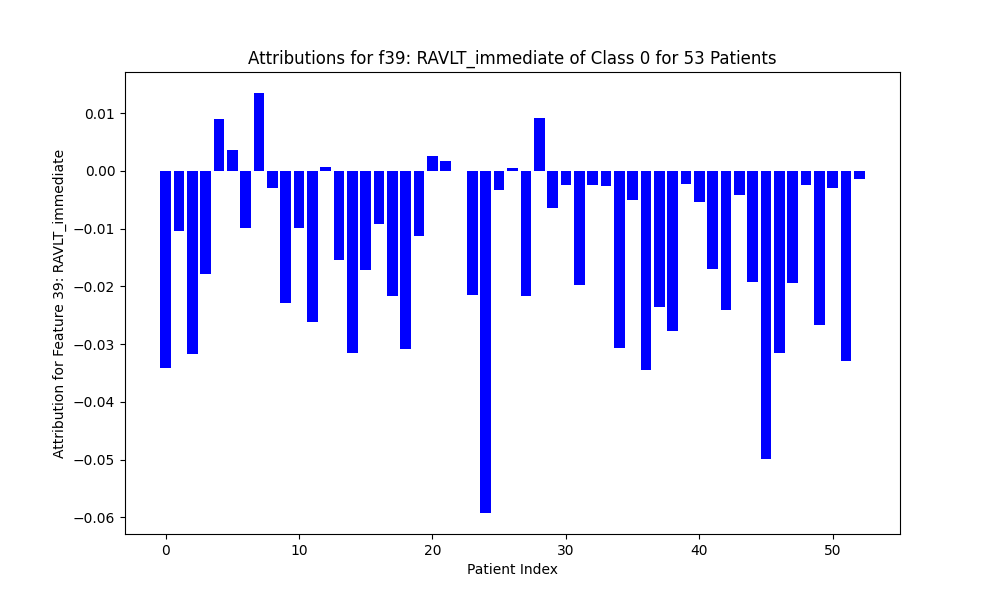 Attributions for f39: RAVLT_immediate of Class 0 for 53 Patients
Attribution for Feature 39: RAVLT_immediate
0.01
0.00
−0.01
−0.02
−0.03
−0.04
−0.05
−0.06
0 10 20 30 40 50
Patient Index